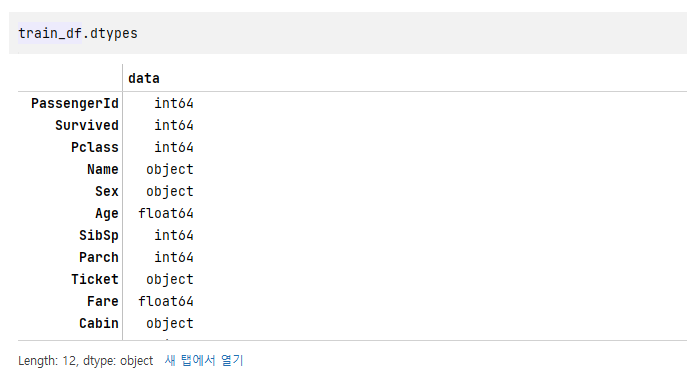 train_df.dtypes
data
PassengerId int64
Survived int64
Pclass int64
Name object
Sex object
Age float64
SibSp int64
Parch int64
Ticket object
Fare float64
Cabin object
Length: 12, dtype: object 새 탭에서 열기